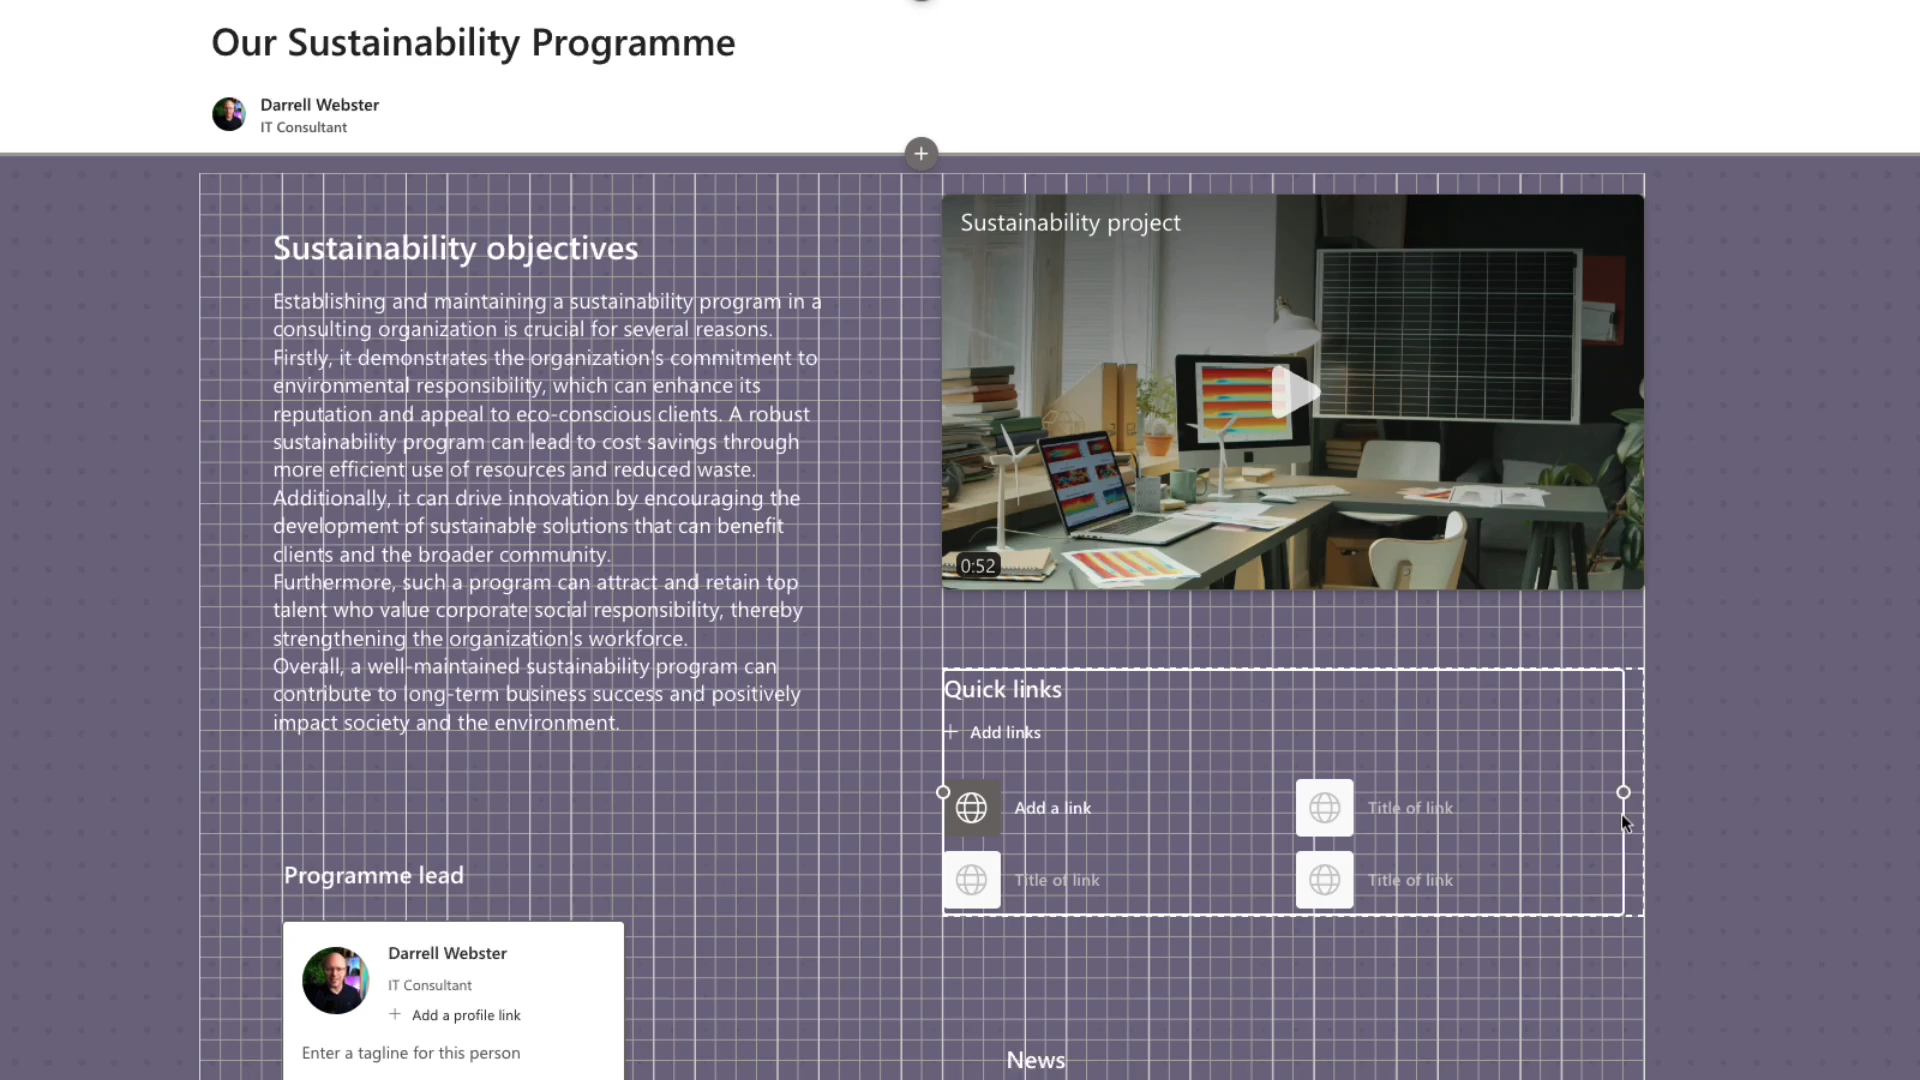 Our Sustainability Programme
Darrell Webster
IT Consultant
Sustainability objectives
Establishing and maintaining a sustainability program in a
consulting organization is crucial for several reasons.
Firstly, it demonstrates the organization's commitment to
environmental responsibility, which can enhance its
reputation and appeal to eco-conscious clients. A robust
sustainability program can lead to cost savings through
more efficient use of resources and reduced waste.
Additionally, it can drive innovation by encouraging the
development of sustainable solutions that can benefit
clients and the broader community.
Furthermore, such a program can attract and retain top
talent who value corporate social responsibility, thereby
strengthening the organization's workforce.
Overall, a well-maintained sustainability program can
contribute to long-term business success and positively
impact society and the environment.
Programme lead
Darrell Webster
IT Consultant
+ Add a profile link
Enter a tagline for this person
Sustainability project
0:52
Quick links
+ Add links
Add a link
Title of link
Title of link
Title of link
News